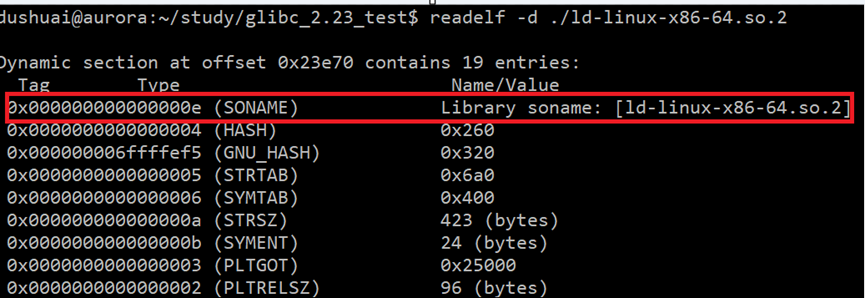 dushuai@aurora:~/study/glibc_2.23_test$ readelf -d ./ld-linux-x86-64.so.2
Dynamic section at offset 0x23e70 contains 19 entries:
Tag Type Name/Value
0x000000000000000e (SONAME) Library soname: [ld-linux-x86-64.so.2]
0x0000000000000004 (HASH) 0x260
0x000000006ffffef5 (GNU_HASH) 0x320
0x0000000000000005 (STRTAB) 0x6a0
0x0000000000000006 (SYMTAB) 0x400
0x000000000000000a (STRSZ) 423 (bytes)
0x000000000000000b (SYMENT) 24 (bytes)
0x0000000000000003 (PLTGOT) 0x25000
0x0000000000000002 (PLTRELSZ) 96 (bytes)